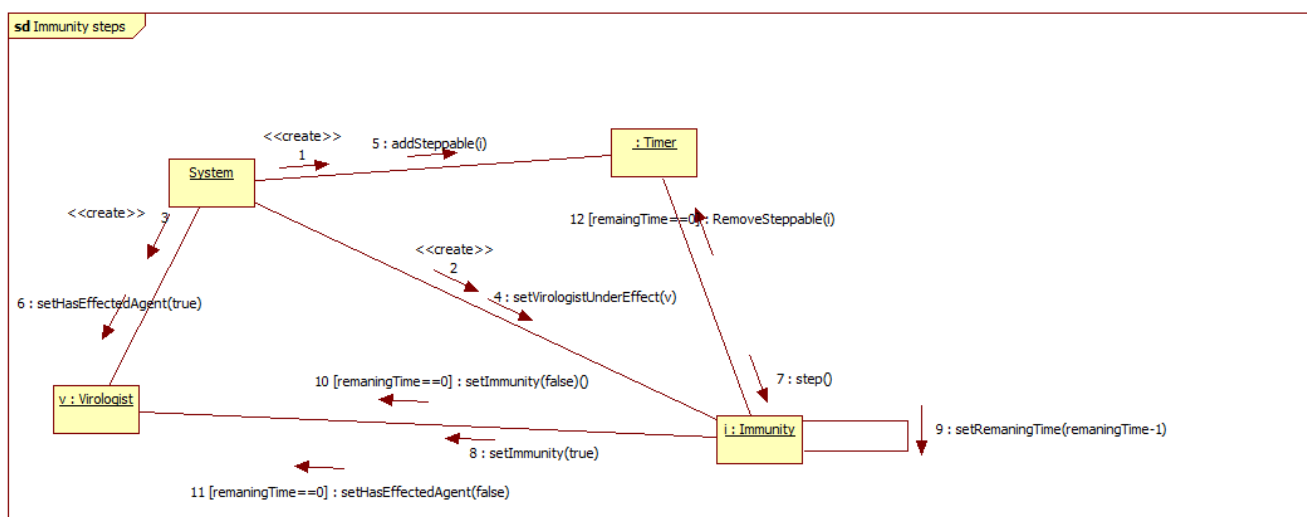 sd Immunity steps
<<create>>
1
5 : addSteppable(i)
: Timer
System
<<create>>
3
12 [remaingTime==0] : RemoveSteppable(i)
<<create>>
2
4 : setVirologistUnderEffect(v)
6 : setHasEffectedAgent(true)
10 [remaningTime==0] : setImmunity(false)()
7 : step()
v : Virologist
i : Immunity
9 : setRemaningTime(remainingTime-1)
8 : setImmunity(true)
11 [remaningTime==0] : setHasEffectedAgent(false)